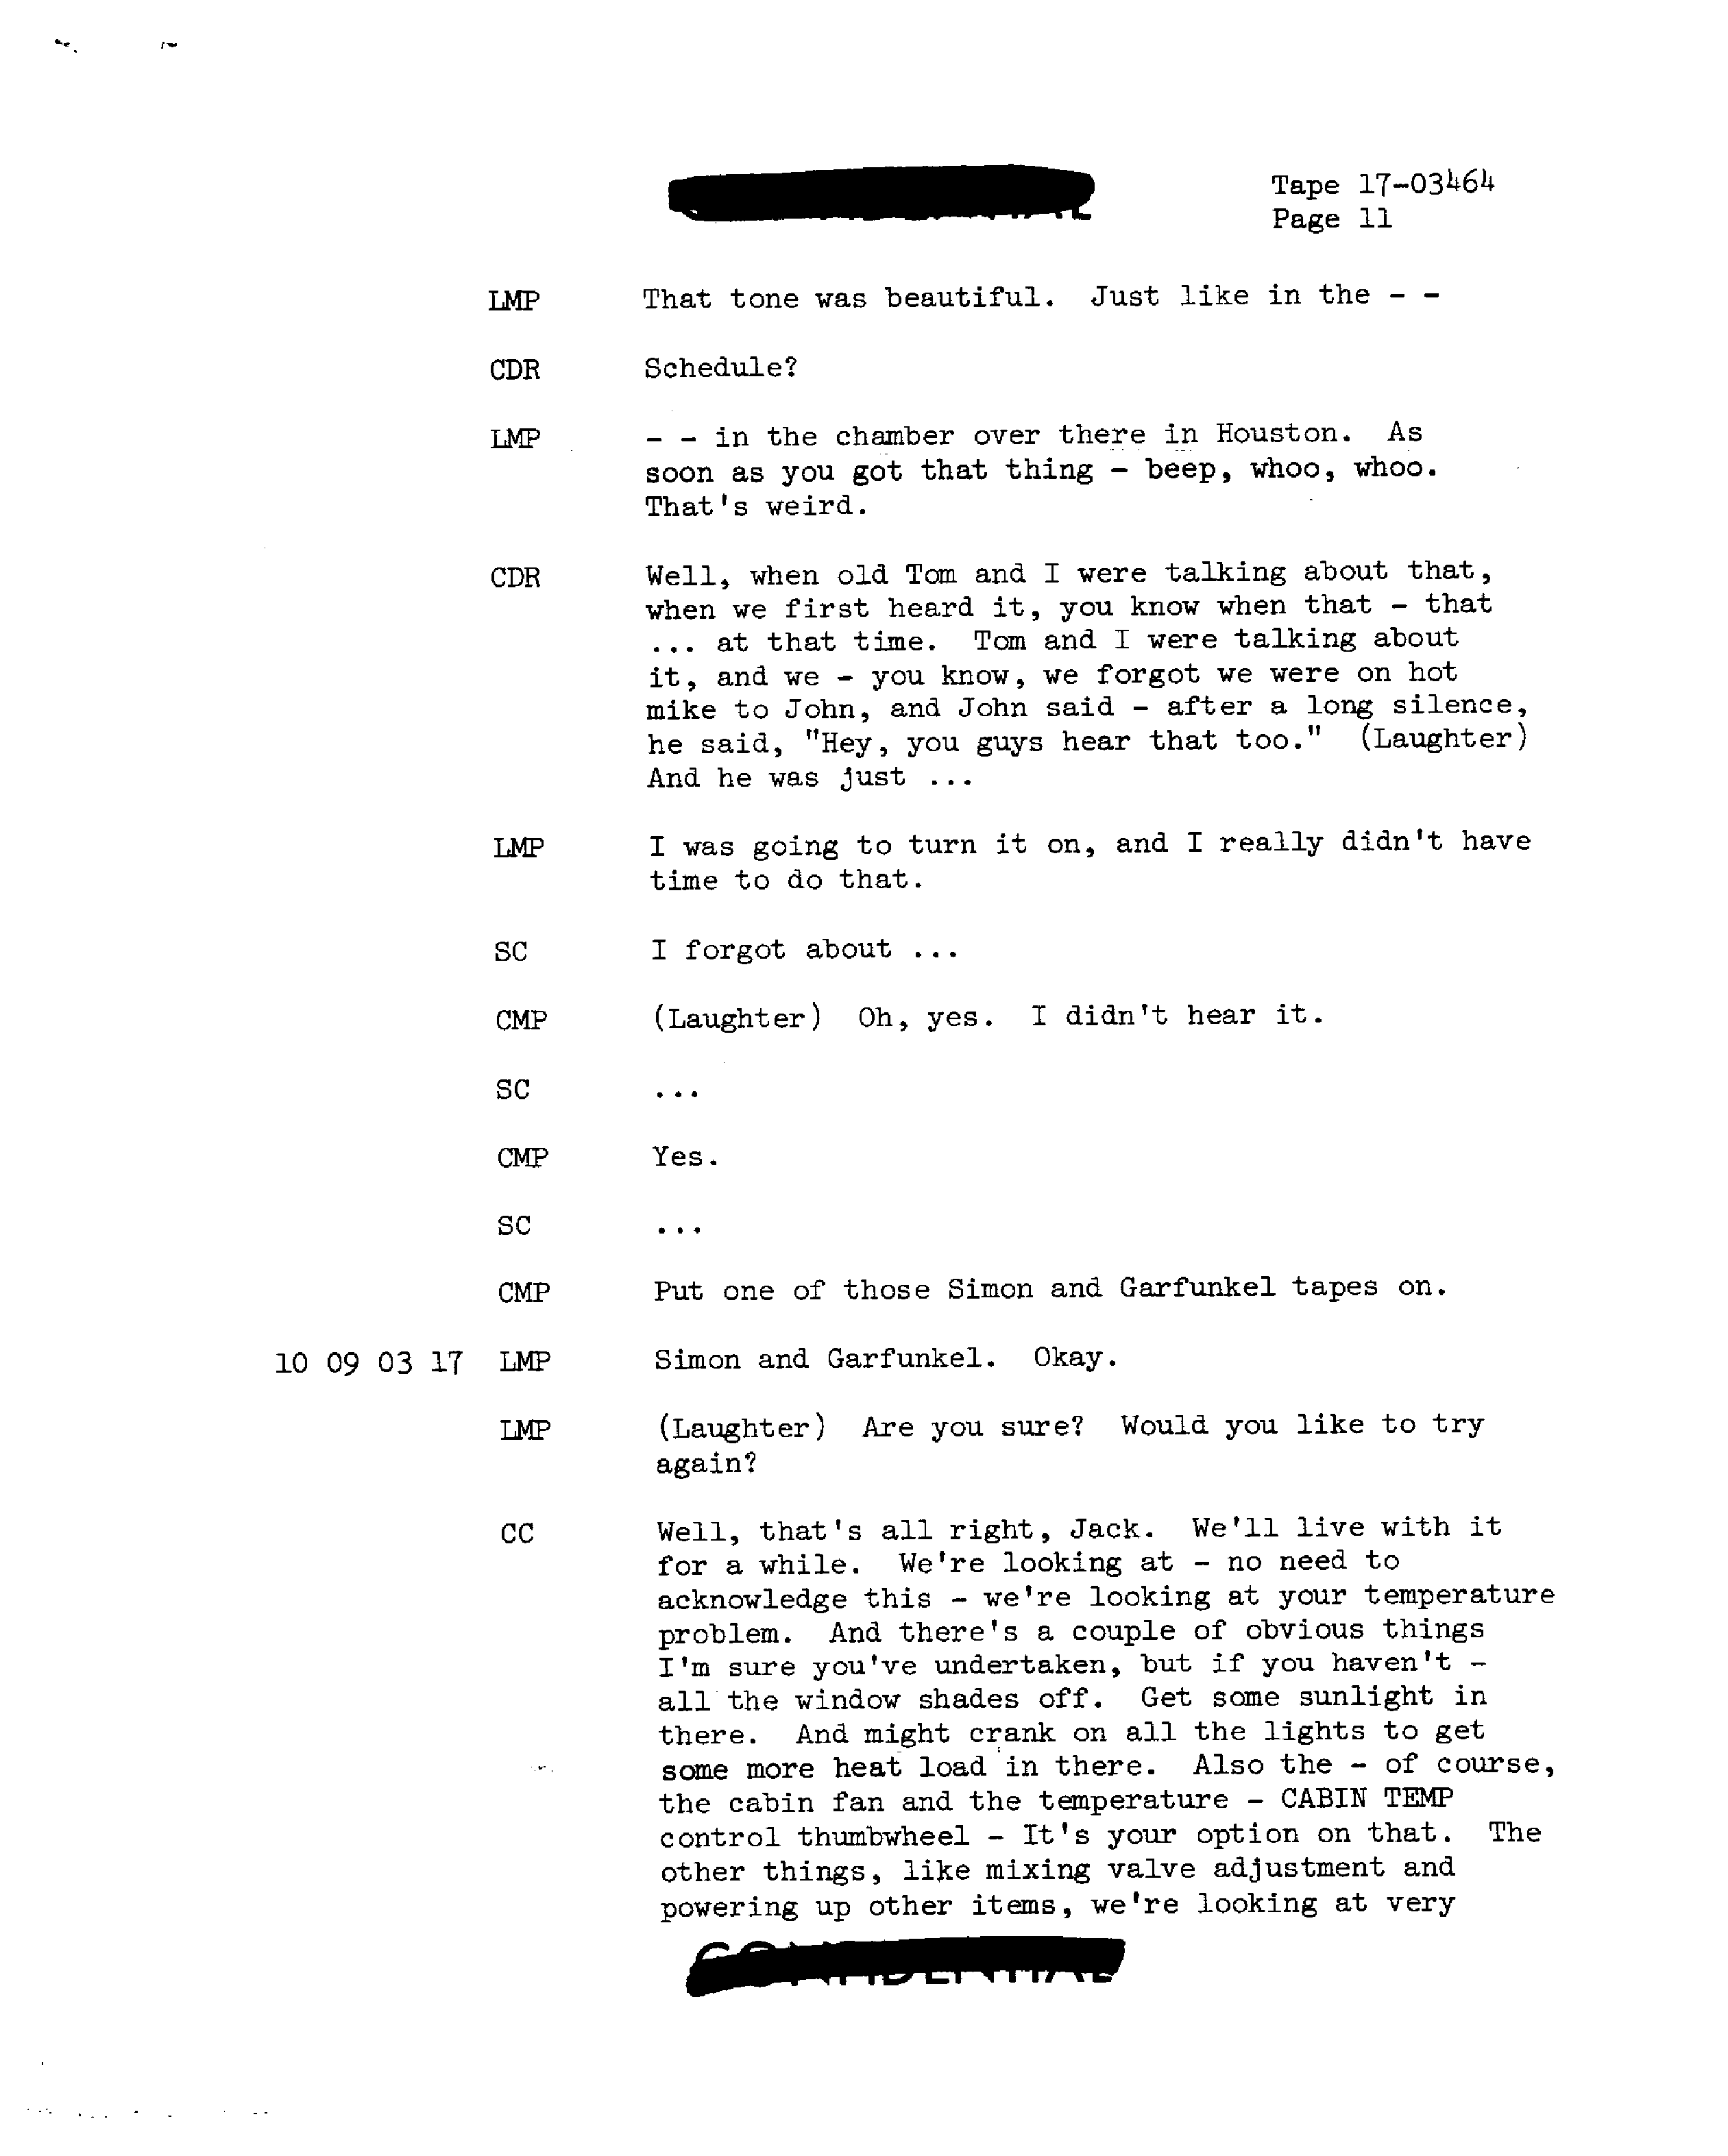 Tape 17-03464
Page 11
LMP That tone was beautiful. Just like in the - -
CDR Schedule?
LMP - - in the chamber over there in Houston. As
soon as you got that thing - beep, whoo, whoo.
That's weird.
CDR Well, when old Tom and I were talking about that,
when we first heard it, you know when that - that
... at that time. Tom and I were talking about
it, and we - you know, we forgot we were on hot
mike to John, and John said - after a long silence,
he said, "Hey, you guys hear that too." (Laughter)
And he was just ...
LMP I was going to turn it on, and I really didn't have
time to do that.
SC I forgot about ...
CMP (Laughter) Oh, yes. I didn't hear it.
SC ...
CMP Yes.
SC ...
CMP Put one of those Simon and Garfunkel tapes on.
10 09 03 17 LMP Simon and Garfunkel. Okay.
LMP (Laughter) Are you sure? Would you like to try
again?
CC Well, that's all right, Jack. We'll live with it
for a while. We're looking at - no need to
acknowledge this - we're looking at your temperature
problem. And there's a couple of obvious things
I'm sure you've undertaken, but if you haven't -
all the window shades off. Get some sunlight in
there. And might crank on all the lights to get
some more heat load in there. Also the - of course,
the cabin fan and the temperature - CABIN TEMP
control thumbwheel - It's your option on that. The
other things, like mixing valve adjustment and
powering up other items, we're looking at very
CONFIDENTIAL